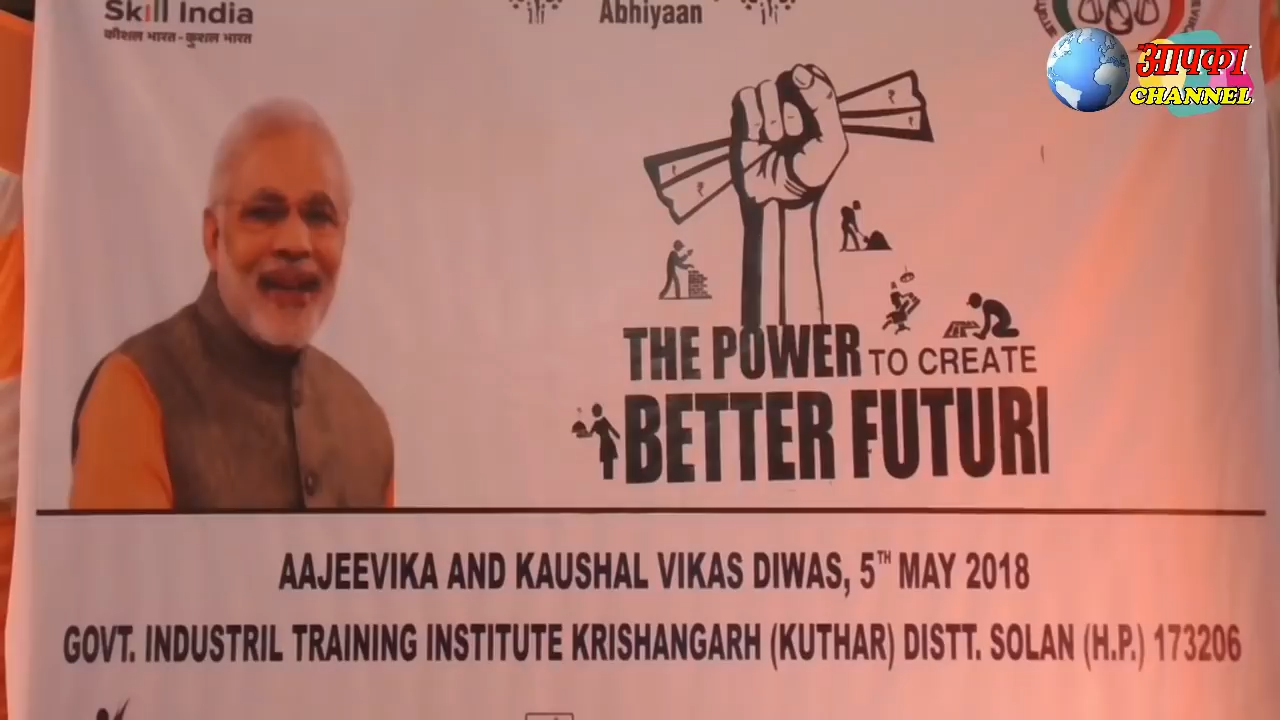 Skill India
कौशल भारत - कुशल भारत
Abhiyaan
आपका
CHANNEL
THE POWER TO CREATE
BETTER FUTURI
AAJEEVIKA AND KAUSHAL VIKAS DIWAS, 5TH MAY 2018
GOVT. INDUSTRIL TRAINING INSTITUTE KRISHANGARH (KUTHAR) DISTT. SOLAN (H.P.) 173206